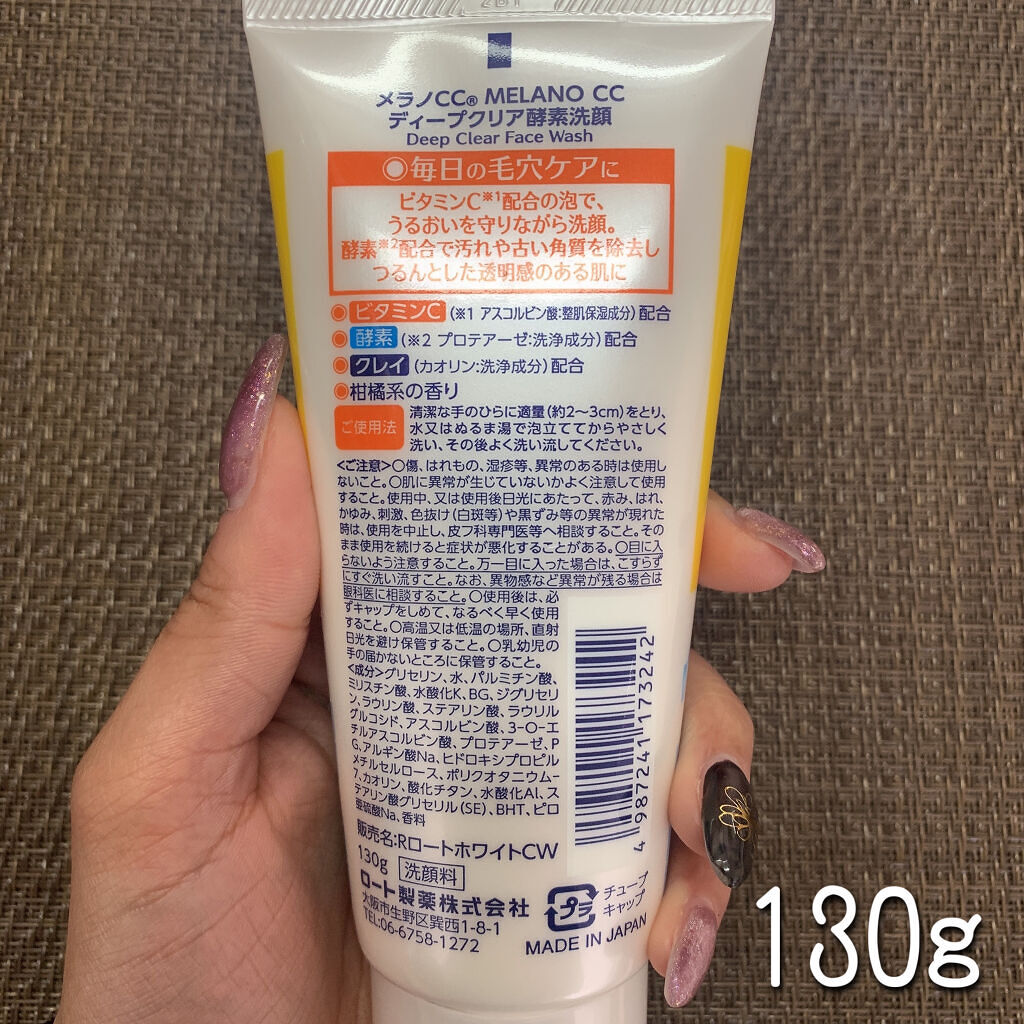 メラノCC® MELANO CC
ディープクリア酵素洗顔
Deep Clear Face Wash
◉毎日の毛穴ケアに
ビタミンC※1配合の泡で、
うるおいを守りながら洗顔。
酵素※2配合で汚れや古い角質を除去し
つるんとした透明感のある肌に
◉ビタミンC(※1 アスコルビン酸:整肌保湿成分)配合
◉酵素(※2 プロテアーゼ:洗浄成分)配合
◉クレイ(カオリン:洗浄成分)配合
◉柑橘系の香り
ご使用法
清潔な手のひらに適量(約2〜3cm)をとり、
水又はぬるま湯で泡立ててからやさしく
洗い、その後よく洗い流してください。
<ご注意>○傷、はれもの、湿疹等、異常のある時は使用し
ないこと。○肌に異常が生じていないかよく注意して使用
すること。使用中、又は使用後日光にあたって、赤み、はれ、
かゆみ、刺激、色抜け(白斑等)や黒ずみ等の異常が現れた
時は、使用を中止し、皮フ科専門医等へ相談すること。その
まま使用を続けると症状が悪化することがある。○目に入
らないよう注意すること。万一目に入った場合は、こすらず
にすぐ洗い流すこと。なお、異物感など異常が残る場合は
眼科医に相談すること。○使用後は、必
ずキャップをしめて、なるべく早く使用
すること。○高温又は低温の場所、直射
日光を避け保管すること。○乳幼児の
手の届かないところに保管すること。
<成分>グリセリン、水、パルミチン酸、
ミリスチン酸、水酸化K、BG、ジグリセリ
ン、ラウリン酸、ステアリン酸、ラウリル
グルコシド、アスコルビン酸、3-O-エ
チルアスコルビン酸、プロテアーゼ、P
G、アルギン酸Na、ヒドロキシプロピル
メチルセルロース、ポリクオタニウム-
7、カオリン、酸化チタン、水酸化Al、ス
テアリン酸グリセリル(SE)、BHT、ピロ
亜硫酸Na、香料
販売名:RロートホワイトCW
130g 洗顔料
ロート製薬株式会社
大阪市生野区巽西1-8-1
TEL:06-6758-1272
4 987241 173242
プラ
チューブ
キャップ
MADE IN JAPAN
130g